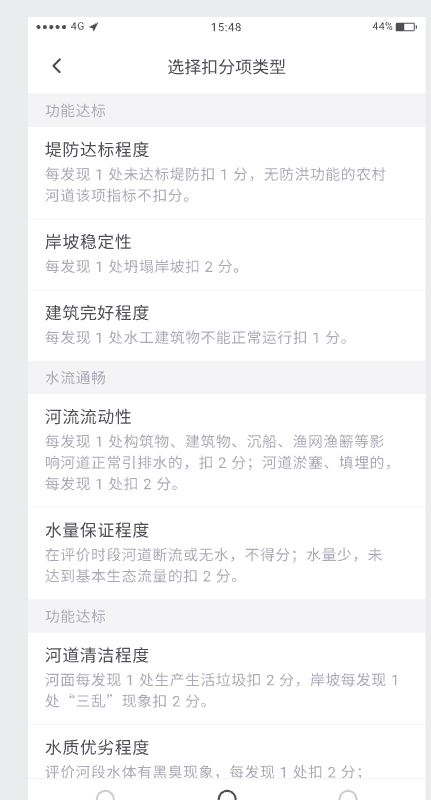 4G 15:48 44%
选择扣分项类型
功能达标
堤防达标程度
每发现 1 处未达标堤防扣 1 分，无防洪功能的农村
河道该项指标不扣分。
岸坡稳定性
每发现 1 处坍塌岸坡扣 2 分。
建筑完好程度
每发现 1 处水工建筑物不能正常运行扣 1 分。
水流通畅
河流流动性
每发现 1 处构筑物、建筑物、沉船、渔网渔簖等影
响河道正常引排水的，扣 2 分；河道淤塞、填埋的，
每发现 1 处扣 2 分。
水量保证程度
在评价时段河道断流或无水，不得分；水量少，未
达到基本生态流量的扣 2 分。
功能达标
河道清洁程度
河面每发现 1 处生产生活垃圾扣 2 分，岸坡每发现 1
处“三乱”现象扣 2 分。
水质优劣程度
评价河段水体有黑臭现象，每发现 1 处扣 2 分；